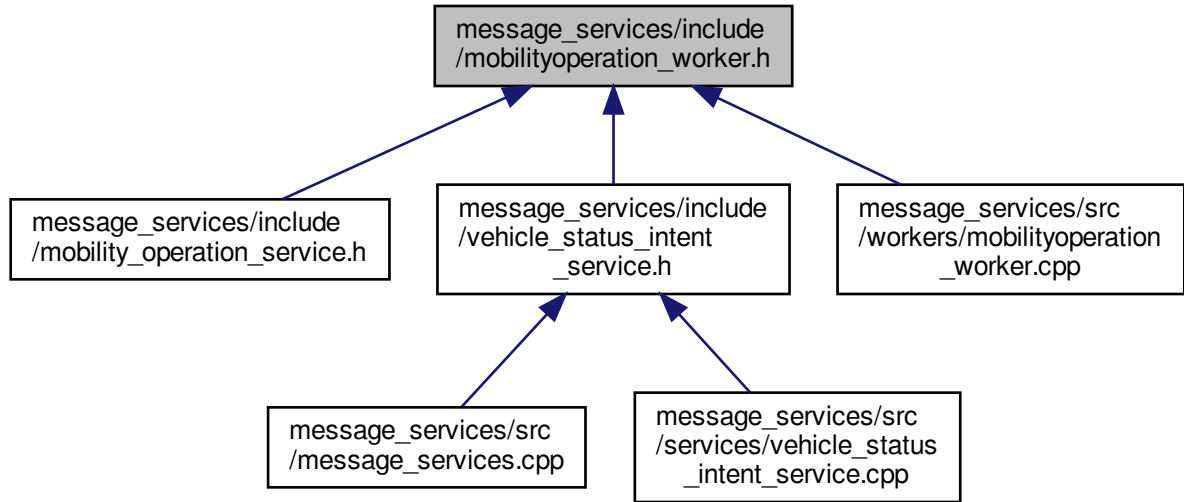 message_services/include
/mobilityoperation_worker.h
message_services/include
/mobility_operation_service.h
message_services/include
/vehicle_status_intent
_service.h
message_services/src
/workers/mobilityoperation
_worker.cpp
message_services/src
/message_services.cpp
message_services/src
/services/vehicle_status
_intent_service.cpp